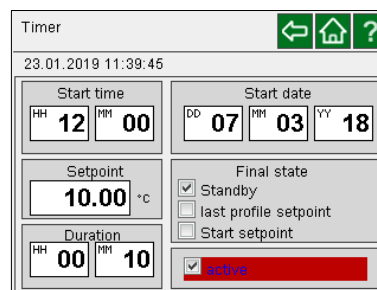 Timer ?
23.01.2019 11:39:45
Start time
HH 12 MM 00
Start date
DD 07 MM 03 YY 18
Setpoint
10.00 °C
Final state
Standby
last profile setpoint
Start setpoint
Duration
HH 00 MM 10
active